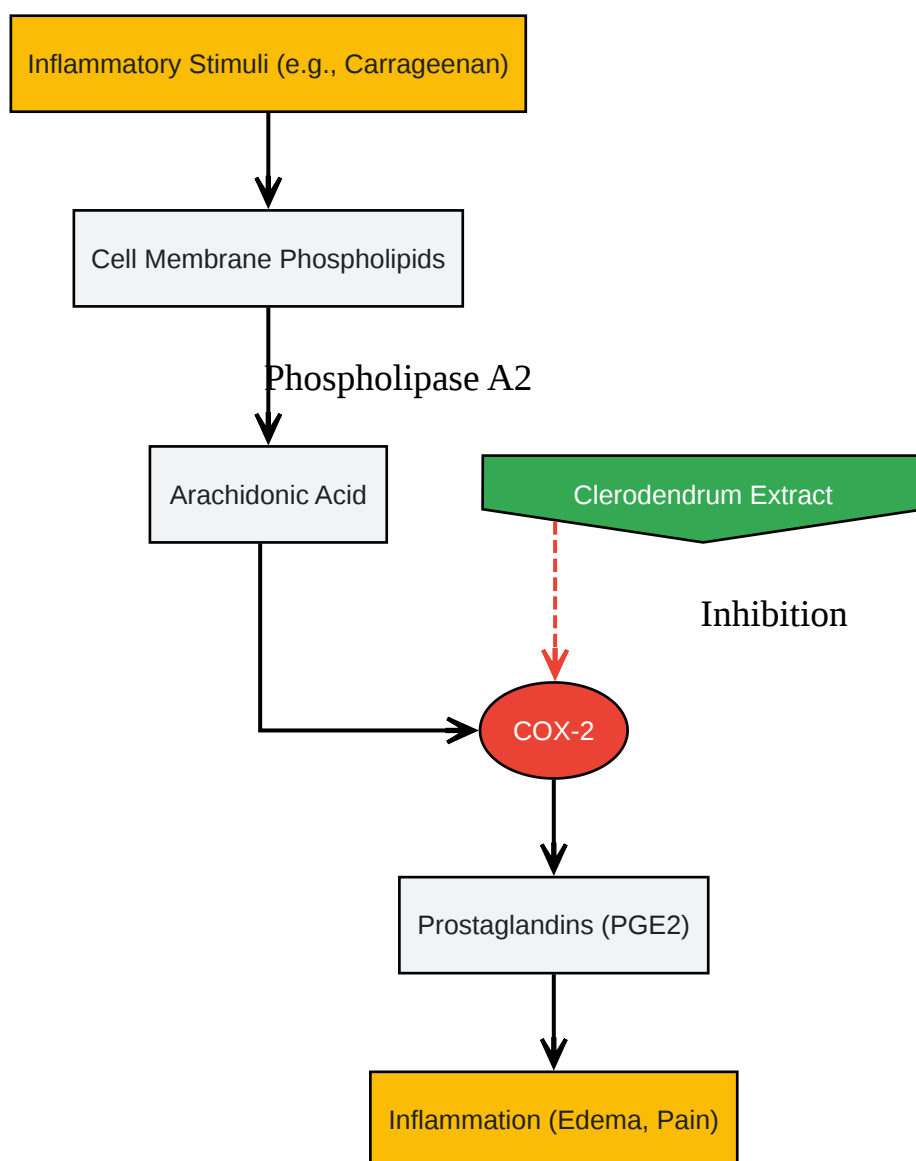 Inflammatory Stimuli (e.g., Carrageenan)
Cell Membrane Phospholipids
Phospholipase A2
Arachidonic Acid
Clerodendrum Extract
Inhibition
COX-2
Prostaglandins (PGE2)
Inflammation (Edema, Pain)